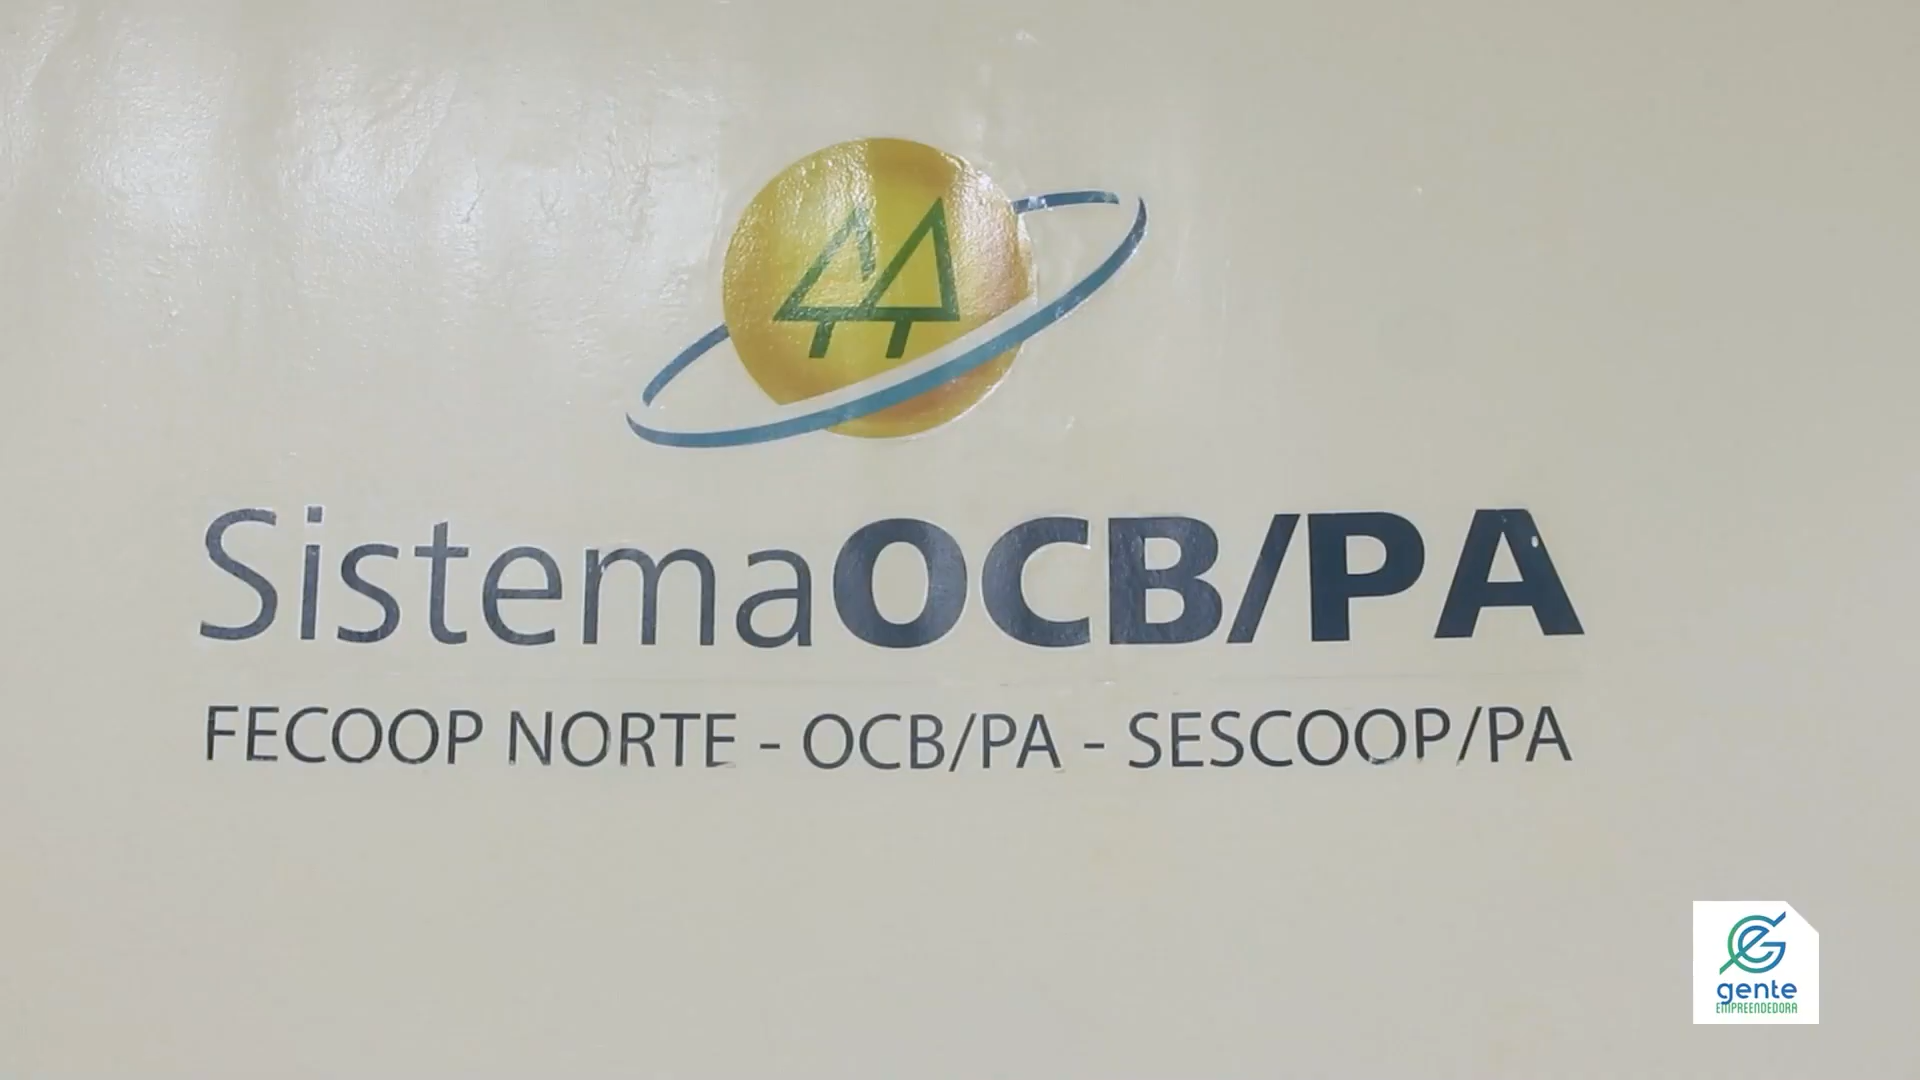 SistemaOCB/PA
FECOOP NORTE - OCB/PA - SESCOOP/PA
gente
EMPREENDEDORA